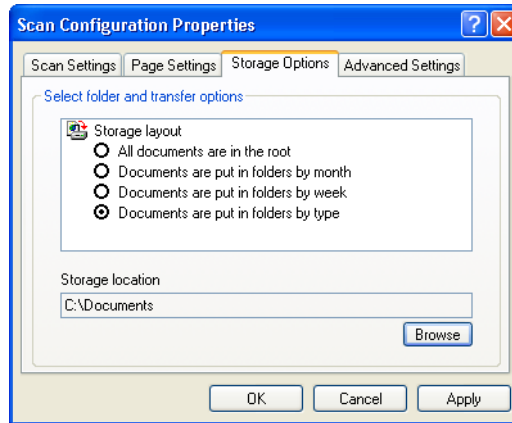 Scan Configuration Properties
Scan Settings Page Settings Storage Options Advanced Settings
Select folder and transfer options
Storage layout
All documents are in the root
Documents are put in folders by month
Documents are put in folders by week
Documents are put in folders by type
Storage location
C:\Documents
Browse
OK Cancel Apply